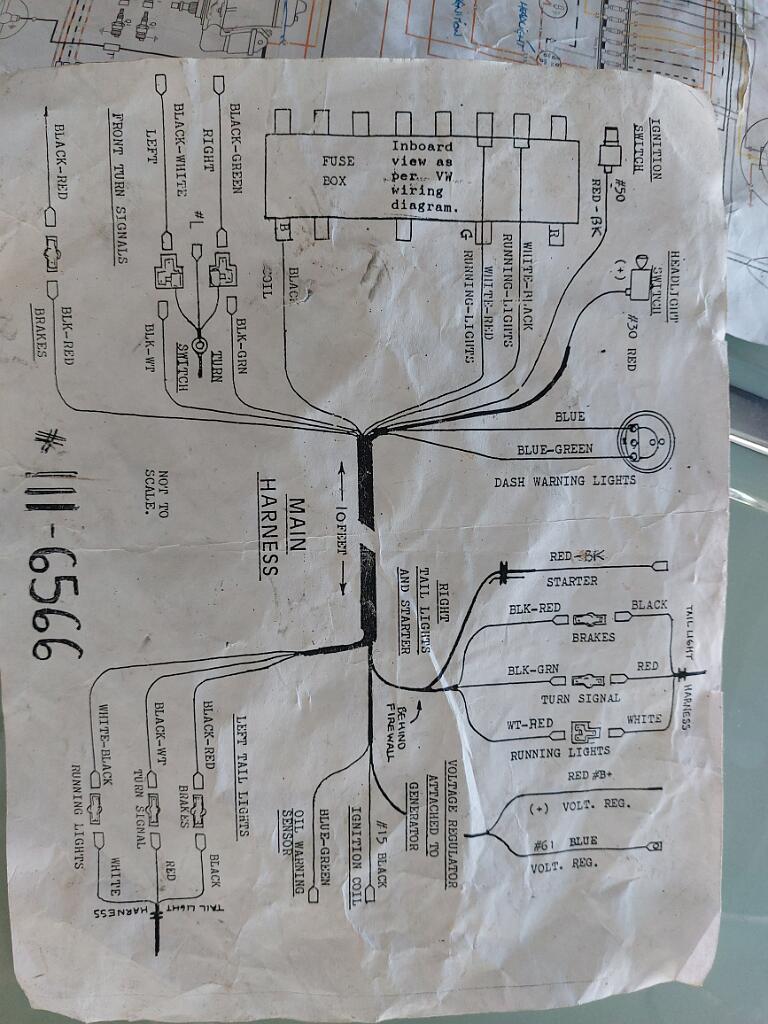 IGNITION
SWITCH
#50
RED-BK
HEADLIGHT
SWITCH
(+)
#30 RED
Inboard
view as
per VW
wiring
diagram.
FUSE
BOX
B
G
R
BLACK
COIL
WHITE-RED
RUNNING-LIGHTS
WHITE-BLACK
RUNNING-LIGHTS
BLACK-GREEN
RIGHT
BLACK-WHITE
LEFT
FRONT TURN SIGNALS
#L
TURN
SWITCH
BLK-GRN
BLK-WT
BLACK-RED
BLK-RED
BRAKES
BLUE
BLUE-GREEN
DASH WARNING LIGHTS
10 FEET
MAIN
HARNESS
NOT TO
SCALE.
# 111-6566
RIGHT
TAIL LIGHTS
AND STARTER
RED-BK
STARTER
BLK-RED
BLACK
BRAKES
BLK-GRN
RED
TURN SIGNAL
WT-RED
WHITE
RUNNING LIGHTS
TAIL LIGHT
HARNESS
BEHIND
FIREWALL
VOLTAGE REGULATOR
ATTACHED TO
GENERATOR
RED #B+
(+) VOLT. REG.
#61 BLUE
VOLT. REG.
#15 BLACK
IGNITION COIL
BLUE-GREEN
OIL WARNING
SENSOR
LEFT TAIL LIGHTS
BLACK-RED
BRAKES
BLACK
BLACK-WT
TURN SIGNAL
RED
WHITE-BLACK
RUNNING LIGHTS
WHITE
TAIL LIGHT
HARNESS
IGNITION
HEADLIGHT